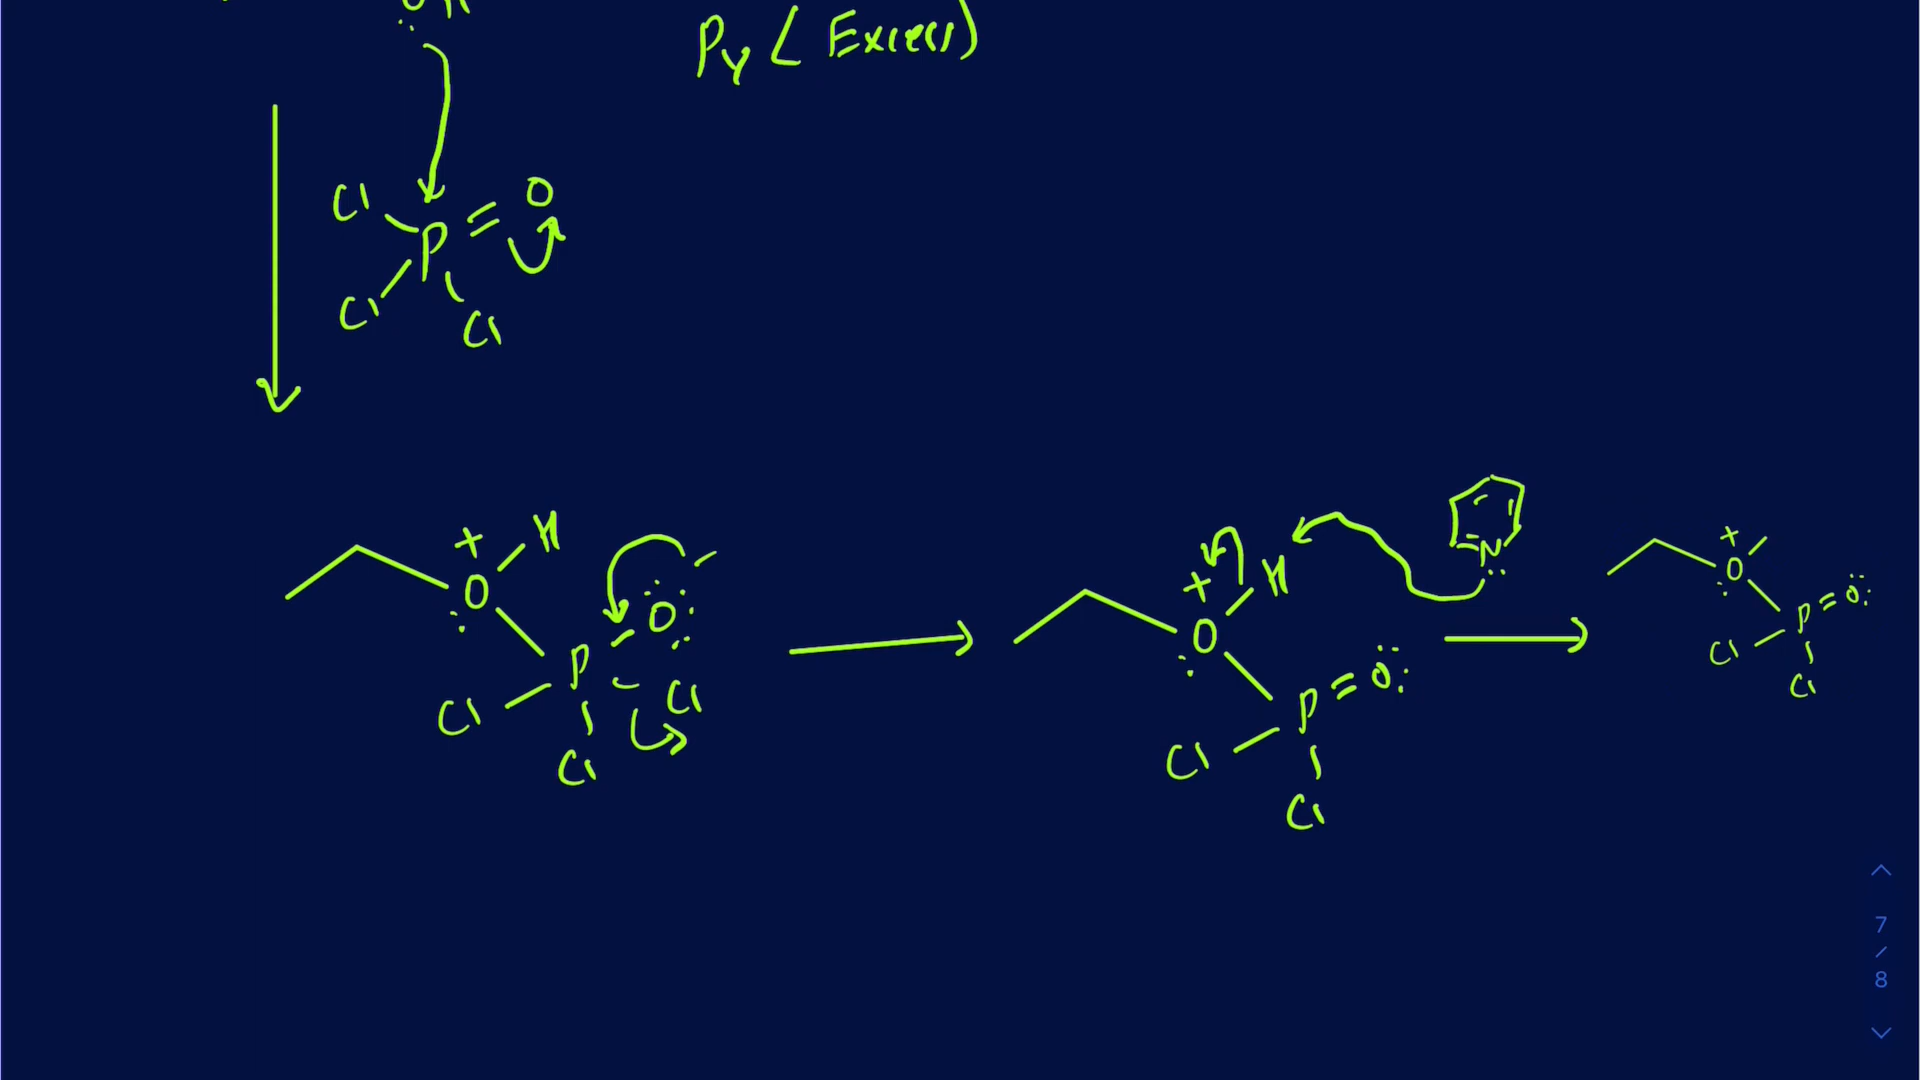 Py ( Excess)
Cl
O
P
Cl
Cl
+ H
O
O
P
Cl
Cl
Cl
+ H
O
P = O
Cl
Cl
N
+
O
P = O
Cl
Cl
7
/
8